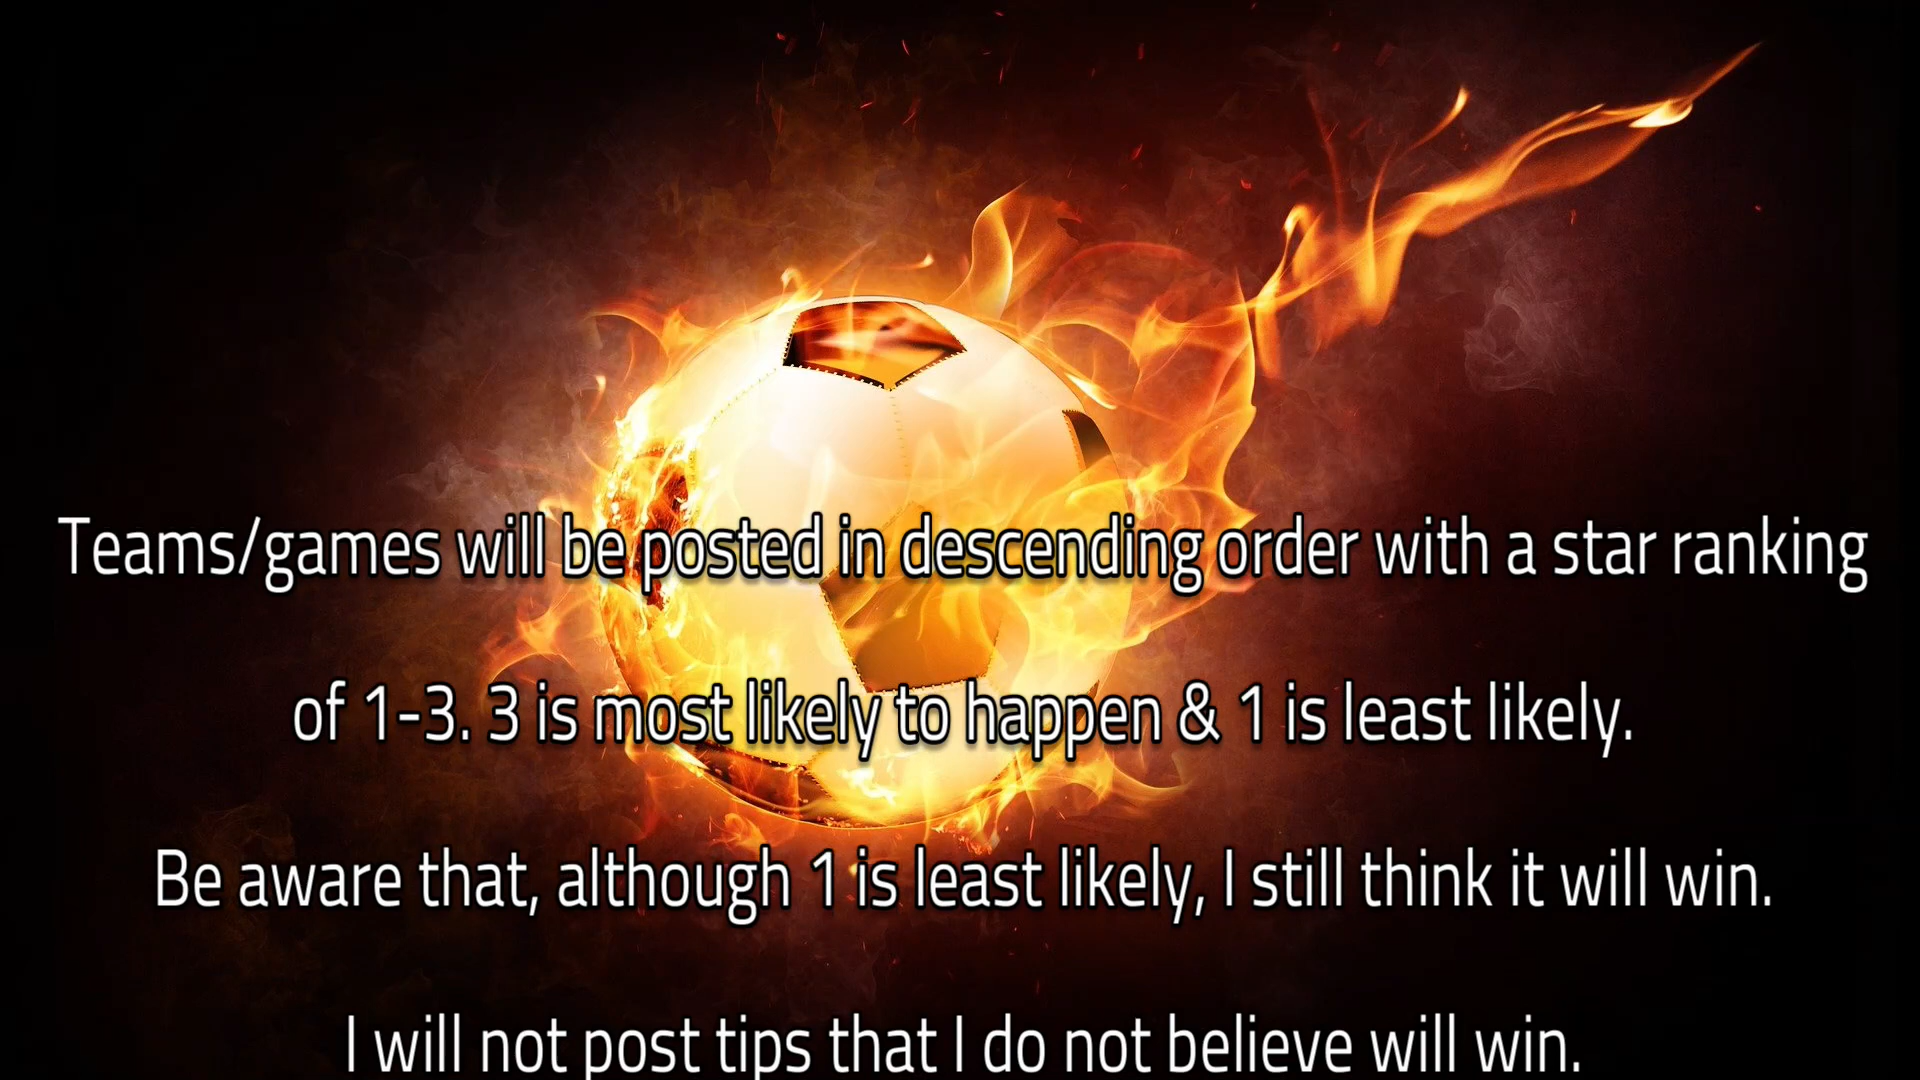 Teams/games will be posted in descending order with a star ranking
of 1-3. 3 is most likely to happen & 1 is least likely.
Be aware that, although 1 is least likely, I still think it will win.
I will not post tips that I do not believe will win.